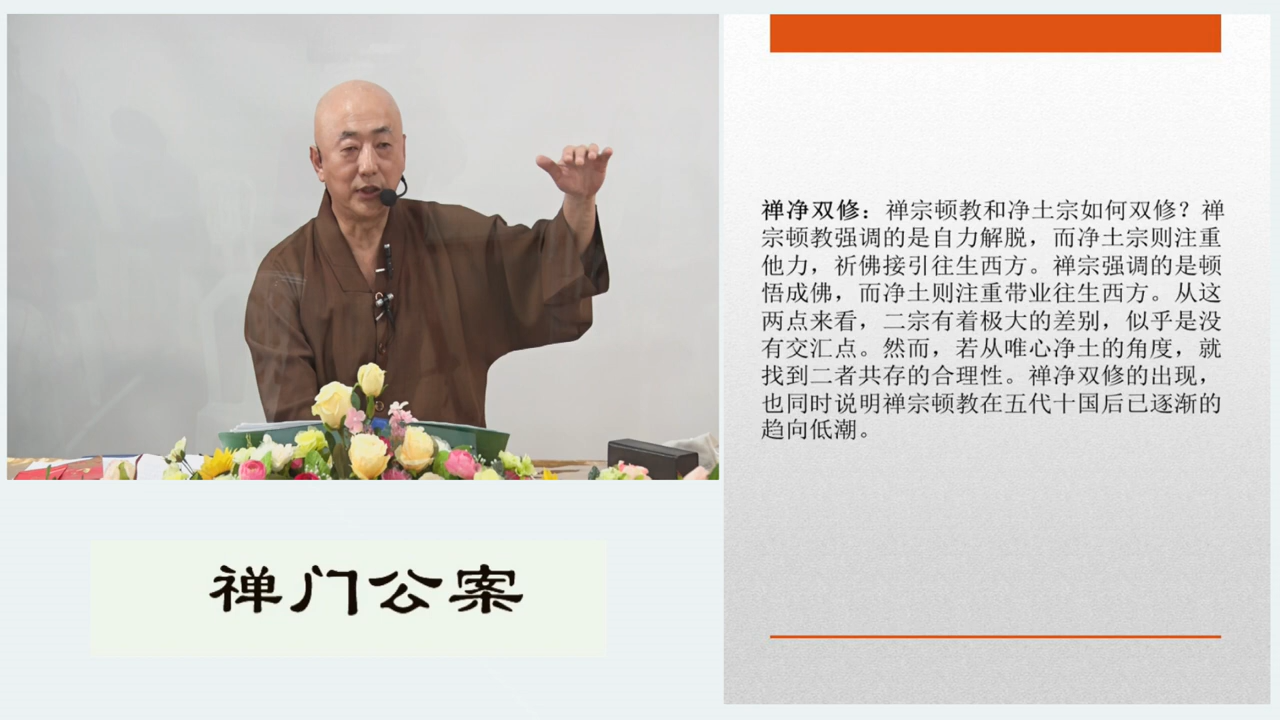 禅净双修：禅宗顿教和净土宗如何双修？禅
宗顿教强调的是自力解脱，而净土宗则注重
他力，祈佛接引往生西方。禅宗强调的是顿
悟成佛，而净土则注重带业往生西方。从这
两点来看，二宗有着极大的差别，似乎是没
有交汇点。然而，若从唯心净土的角度，就
找到二者共存的合理性。禅净双修的出现，
也同时说明禅宗顿教在五代十国后已逐渐的
趋向低潮。
禅门公案